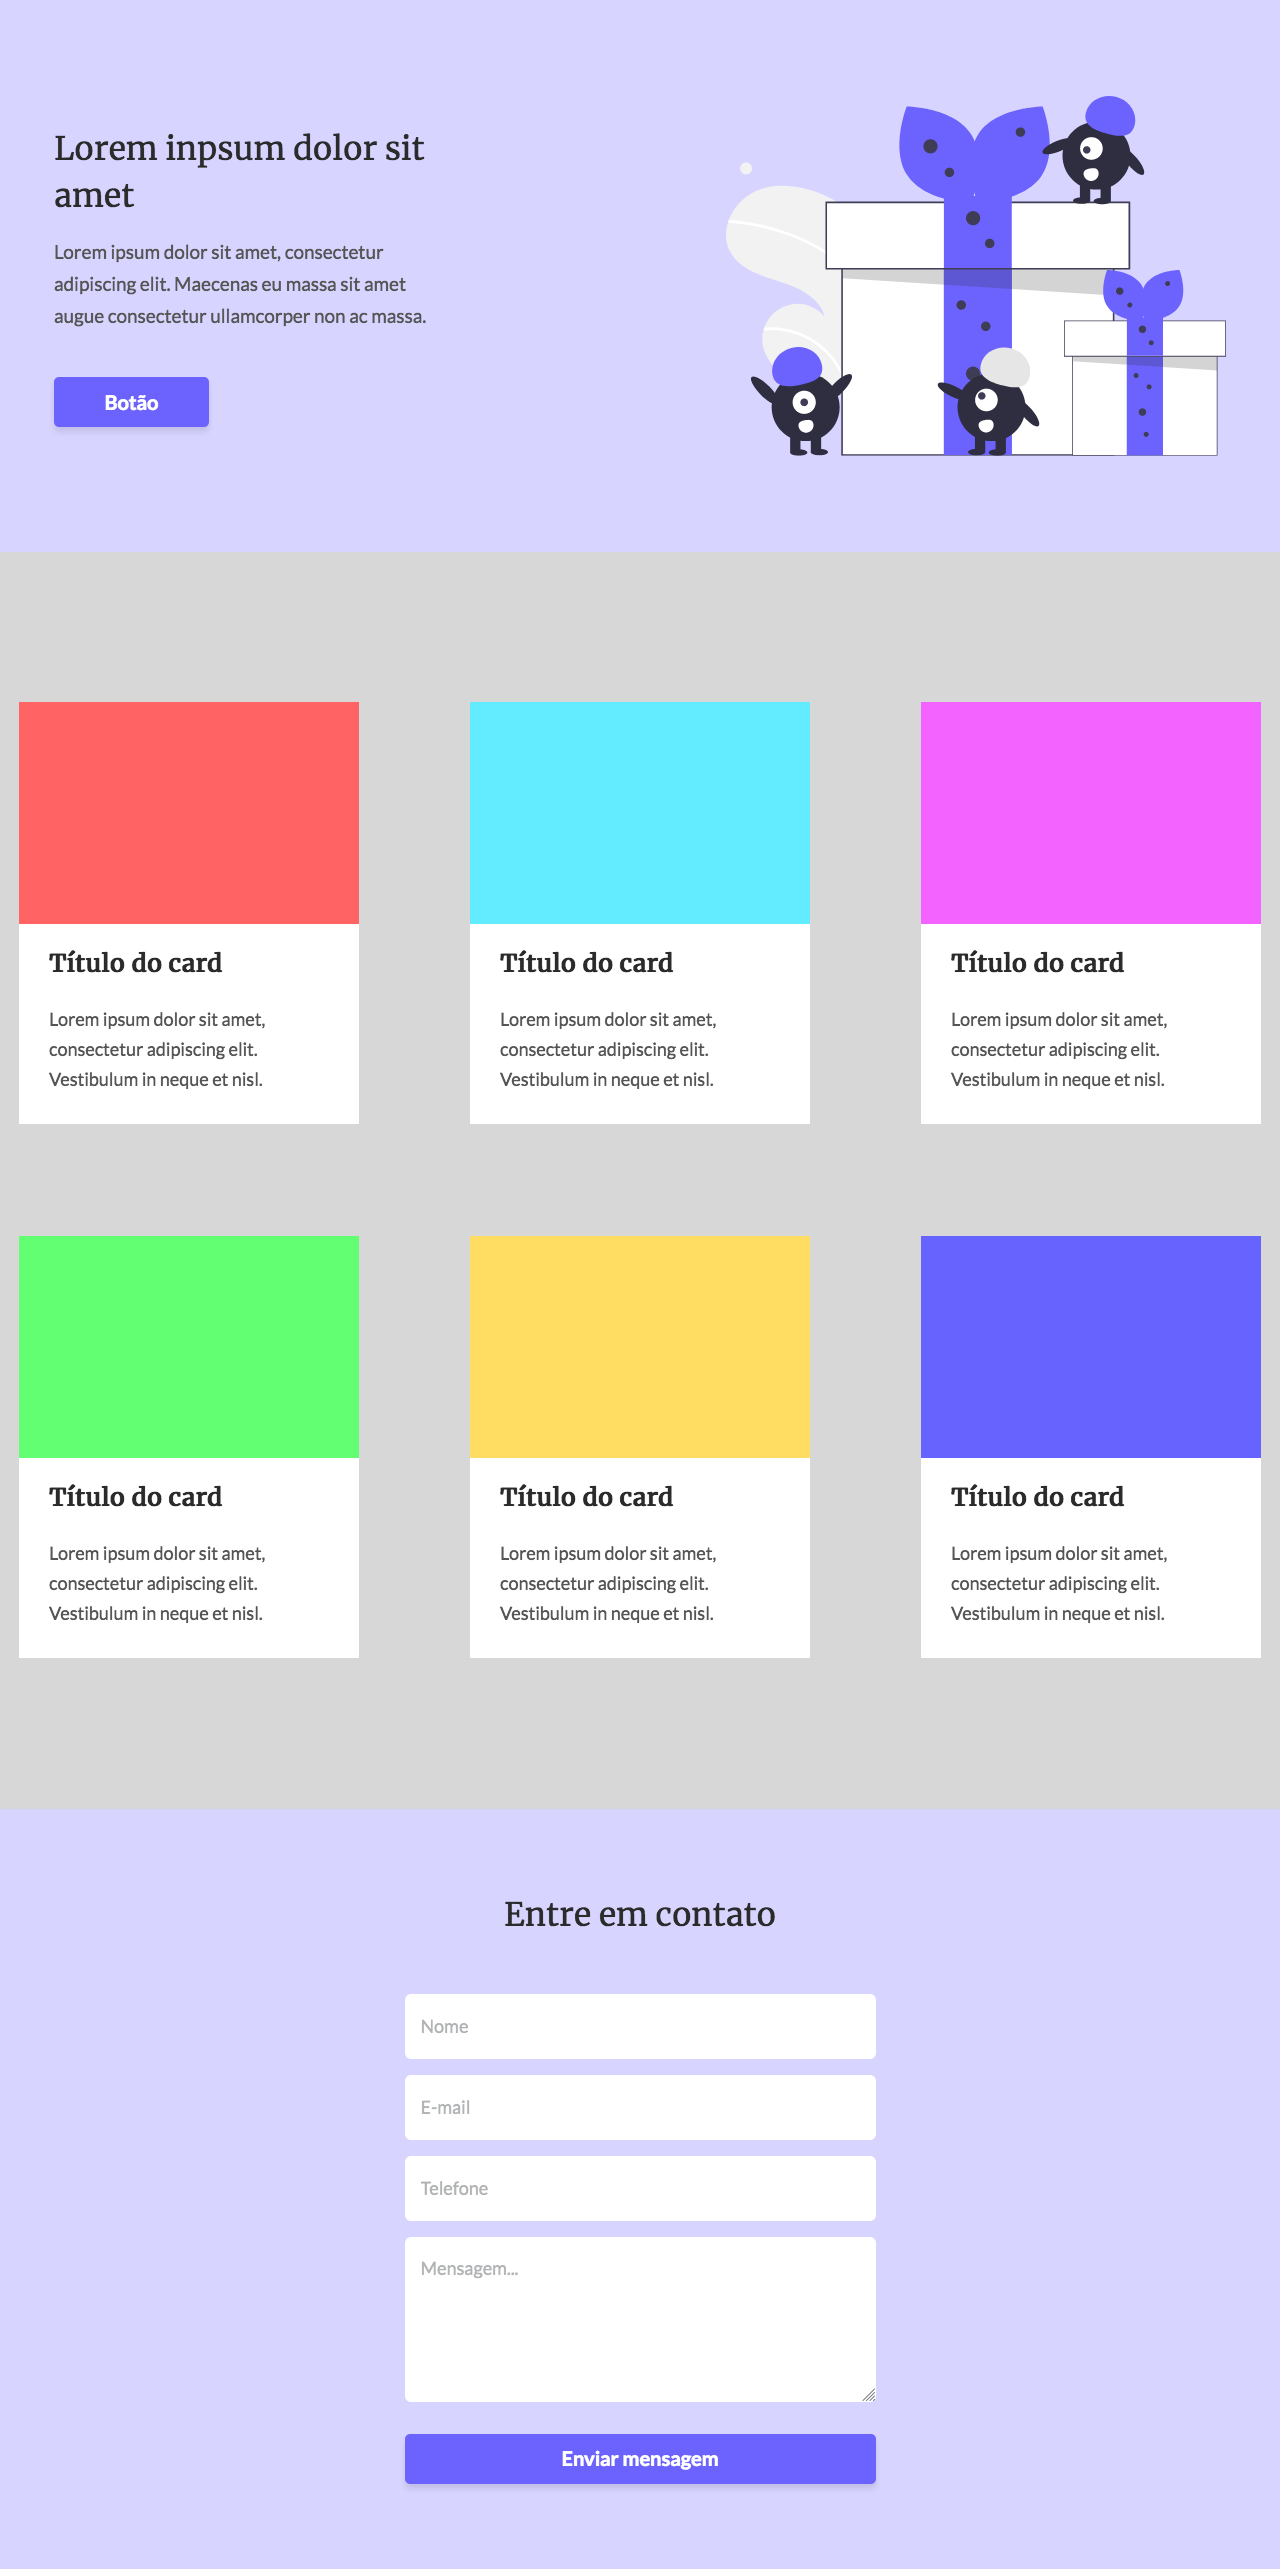 Lorem inpsum dolor sit
amet
Lorem ipsum dolor sit amet, consectetur
adipiscing elit. Maecenas eu massa sit amet
augue consectetur ullamcorper non ac massa.
Botão
Título do card
Lorem ipsum dolor sit amet,
consectetur adipiscing elit.
Vestibulum in neque et nisl.
Título do card
Lorem ipsum dolor sit amet,
consectetur adipiscing elit.
Vestibulum in neque et nisl.
Título do card
Lorem ipsum dolor sit amet,
consectetur adipiscing elit.
Vestibulum in neque et nisl.
Título do card
Lorem ipsum dolor sit amet,
consectetur adipiscing elit.
Vestibulum in neque et nisl.
Título do card
Lorem ipsum dolor sit amet,
consectetur adipiscing elit.
Vestibulum in neque et nisl.
Título do card
Lorem ipsum dolor sit amet,
consectetur adipiscing elit.
Vestibulum in neque et nisl.
Entre em contato
Nome
E-mail
Telefone
Mensagem...
Enviar mensagem